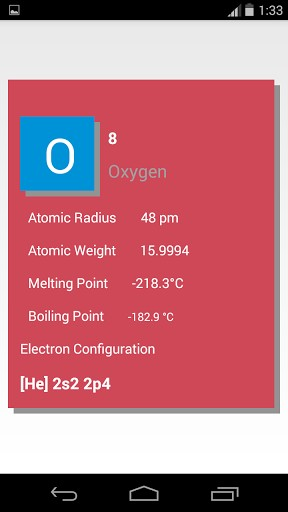 1:33
O
8
Oxygen
Atomic Radius 48 pm
Atomic Weight 15.9994
Melting Point -218.3°C
Boiling Point -182.9 °C
Electron Configuration
[He] 2s2 2p4